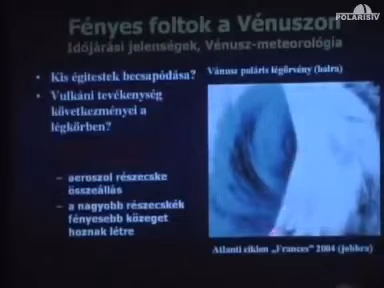 POLARISTV
Fényes foltok a Vénuszon
Időjárási jelenségek, Vénusz-meteorológia
• Kis égitestek becsapódása?
• Vulkáni tevékenység
következményei a
légkörben?
– aeroszol részecske
összeállás
– a nagyobb részecskék
fényesebb közeget
hoznak létre
Vénusz poláris légörvény (balra)
Atlanti ciklon „Frances" 2004 (jobbra)